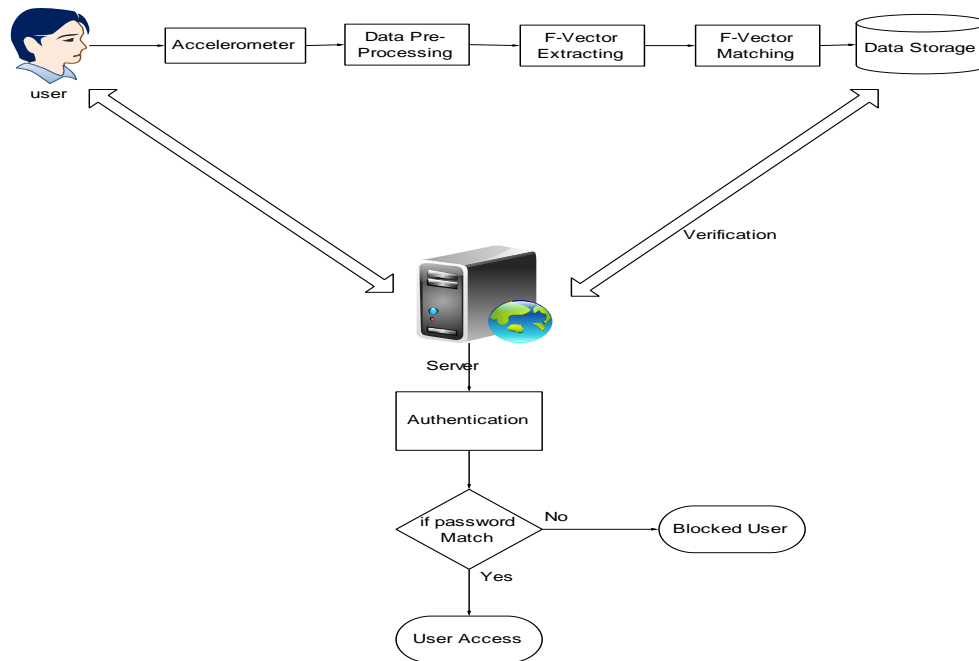 user
Accelerometer
Data Pre-
Processing
F-Vector
Extracting
F-Vector
Matching
Data Storage
Verification
Server
Authentication
if password
Match
No
Blocked User
Yes
User Access